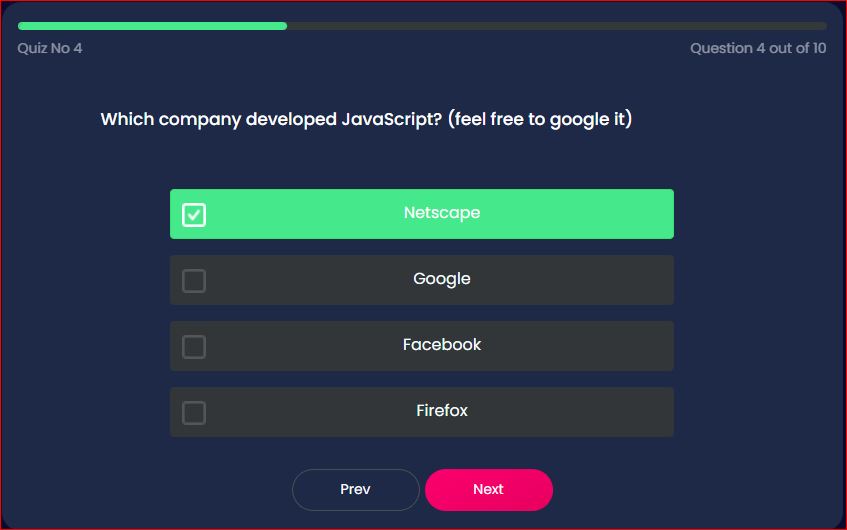 Quiz No 4
Question 4 out of 10
Which company developed JavaScript? (feel free to google it)
Netscape
Google
Facebook
Firefox
Prev
Next